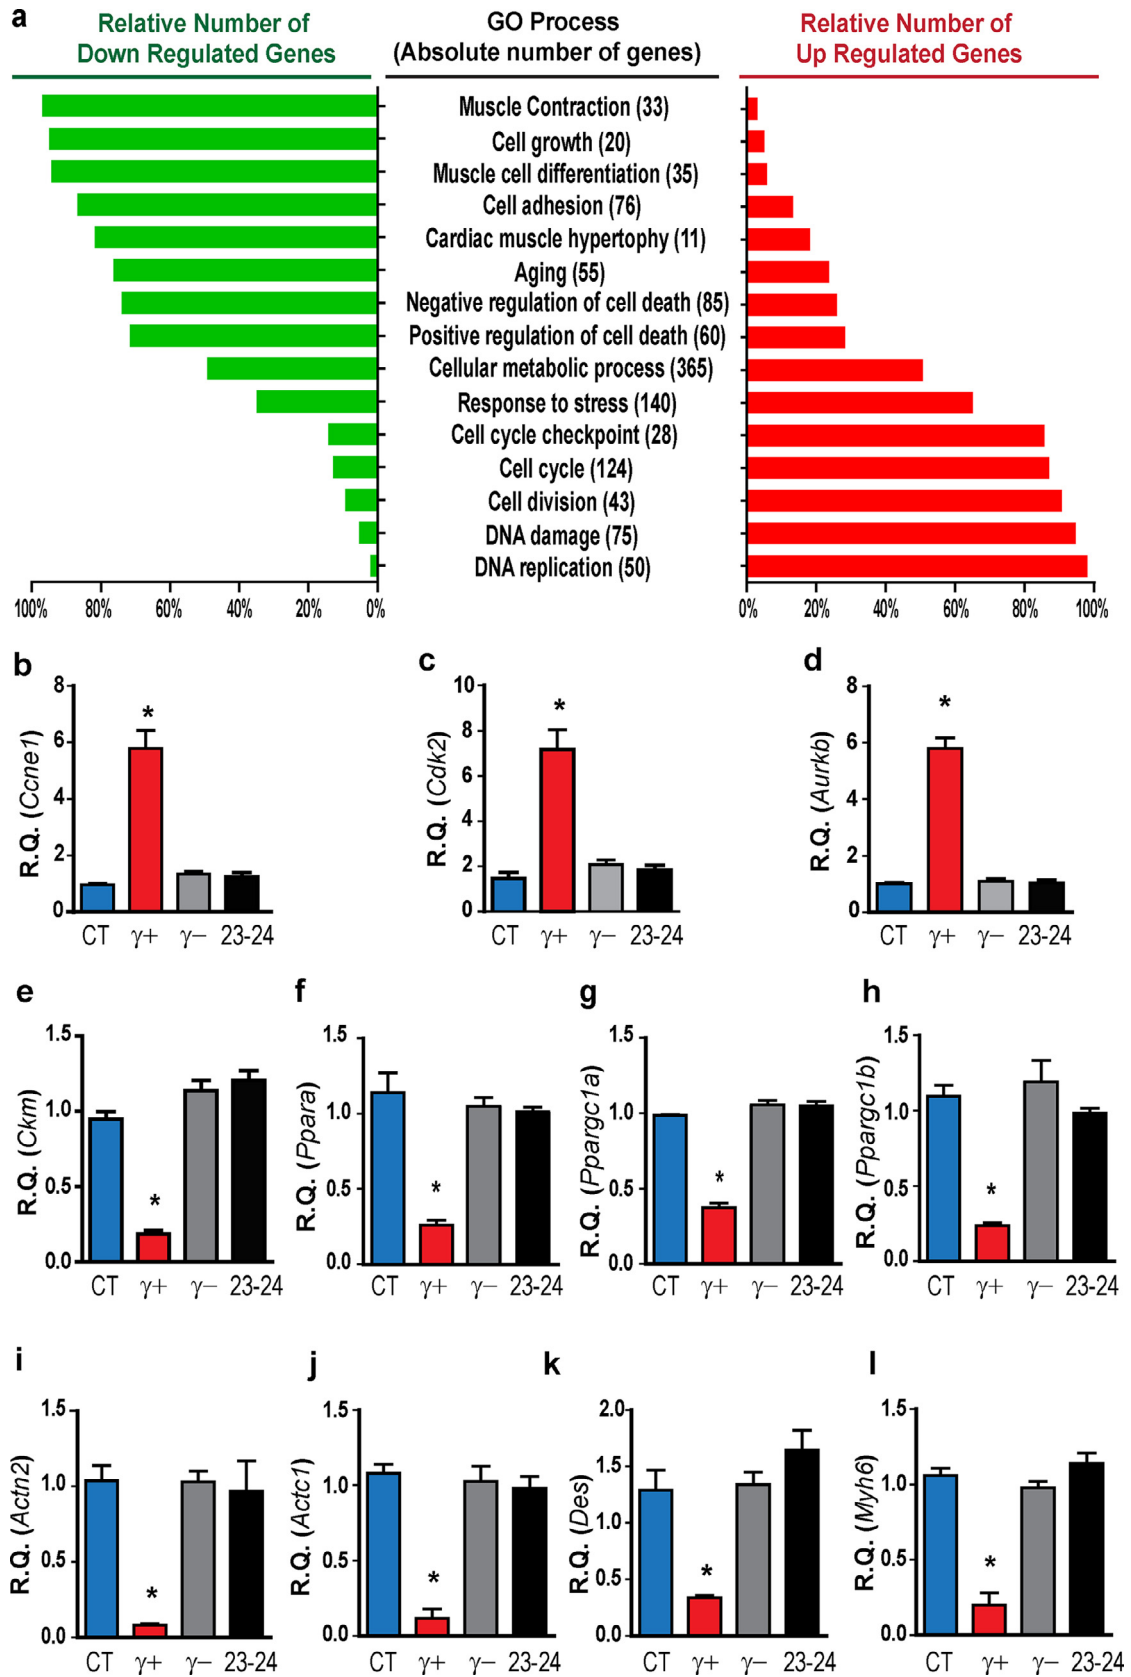 a
Relative Number of
Down Regulated Genes
GO Process
(Absolute number of genes)
Relative Number of
Up Regulated Genes
Muscle Contraction (33)
Cell growth (20)
Muscle cell differentiation (35)
Cell adhesion (76)
Cardiac muscle hypertophy (11)
Aging (55)
Negative regulation of cell death (85)
Positive regulation of cell death (60)
Cellular metabolic process (365)
Response to stress (140)
Cell cycle checkpoint (28)
Cell cycle (124)
Cell division (43)
DNA damage (75)
DNA replication (50)
100% 80% 60% 40% 20% 0%
0% 20% 40% 60% 80% 100%
b
R.Q. (Ccne1)
8
6
4
2
0
*
CT γ+ γ− 23-24
c
R.Q. (Cdk2)
10
8
6
4
2
0
*
CT γ+ γ− 23-24
d
R.Q. (Aurkb)
8
6
4
2
0
*
CT γ+ γ− 23-24
e
R.Q. (Ckm)
1.5
1.0
0.5
0.0
*
CT γ+ γ− 23-24
f
R.Q. (Ppara)
1.5
1.0
0.5
0.0
*
CT γ+ γ− 23-24
g
R.Q. (Ppargc1a)
1.5
1.0
0.5
0.0
*
CT γ+ γ− 23-24
h
R.Q. (Ppargc1b)
1.5
1.0
0.5
0.0
*
CT γ+ γ− 23-24
i
R.Q. (Actn2)
1.5
1.0
0.5
0.0
*
CT γ+ γ− 23-24
j
R.Q. (Actc1)
1.5
1.0
0.5
0.0
*
CT γ+ γ− 23-24
k
R.Q. (Des)
2.0
1.5
1.0
0.5
0.0
*
CT γ+ γ− 23-24
l
R.Q. (Myh6)
1.5
1.0
0.5
0.0
*
CT γ+ γ− 23-24